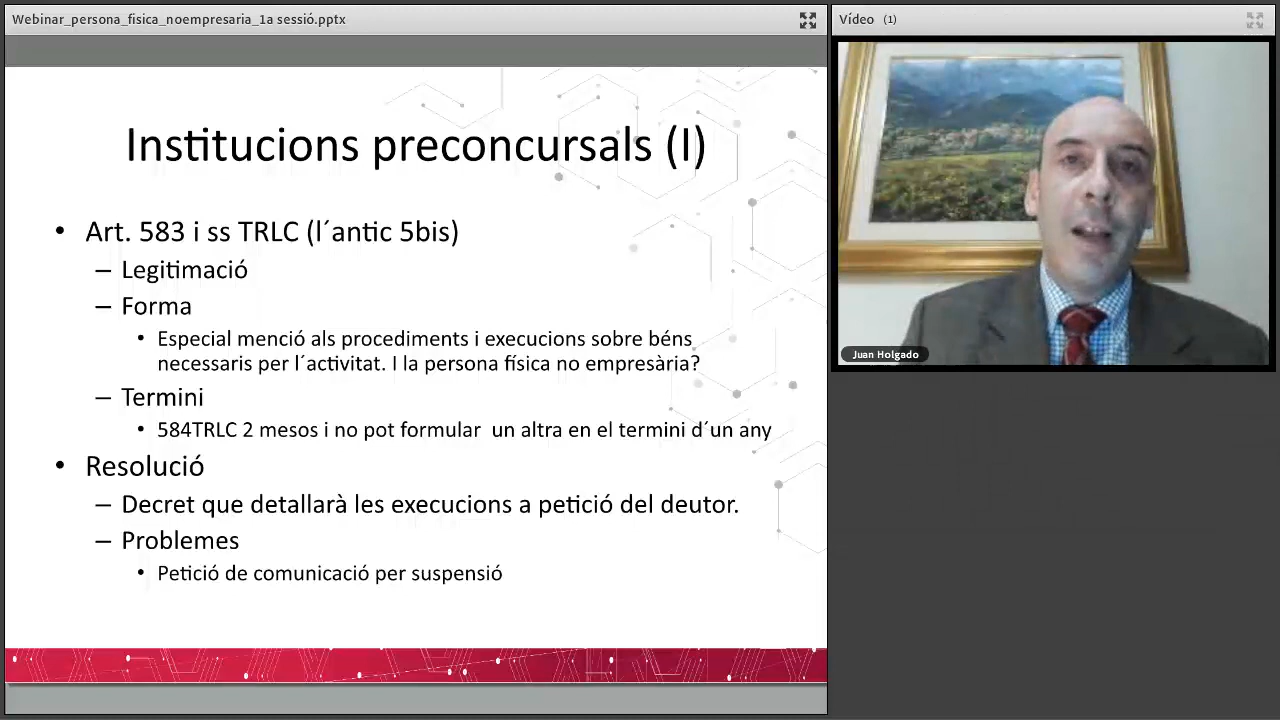 Webinar_persona_fisica_noempresaria_1a sessió.pptx
Institucions preconcursals (I)
• Art. 583 i ss TRLC (l´antic 5bis)
– Legitimació
– Forma
• Especial menció als procediments i execucions sobre béns
necessaris per l´activitat. I la persona física no empresària?
– Termini
• 584TRLC 2 mesos i no pot formular  un altra en el termini d´un any
• Resolució
– Decret que detallarà les execucions a petició del deutor.
– Problemes
• Petició de comunicació per suspensió
Vídeo (1)
Juan Holgado